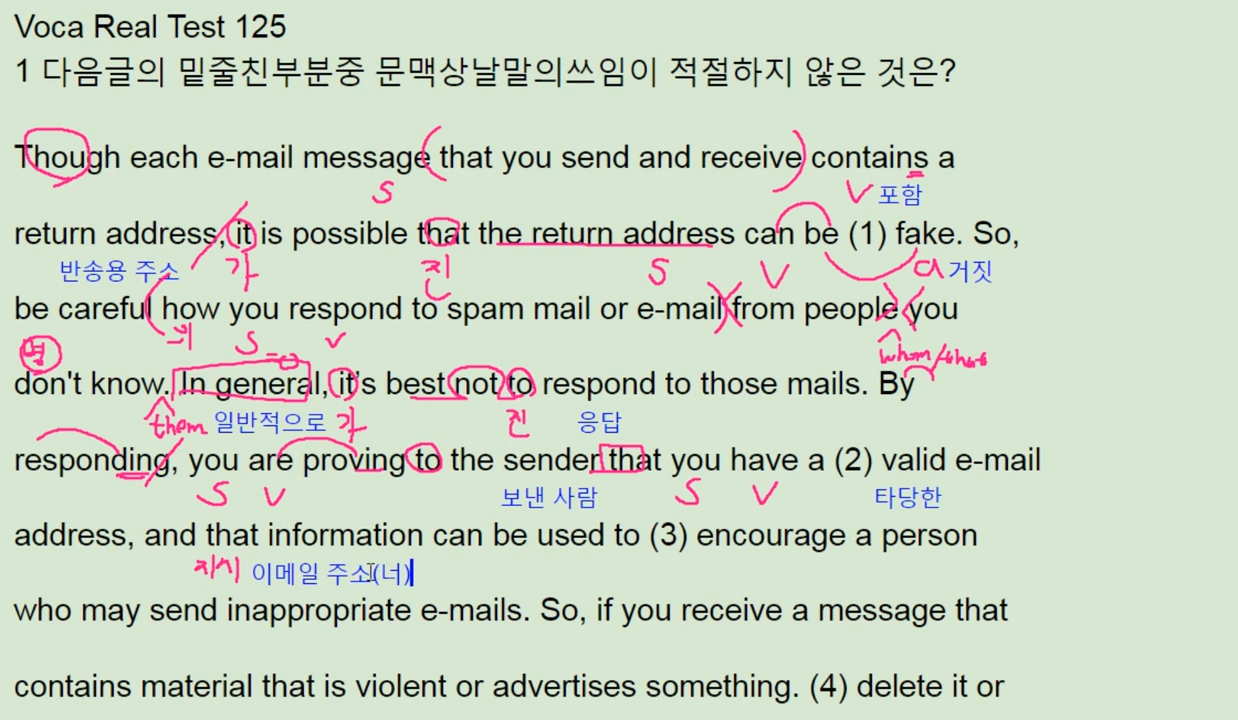 Voca Real Test 125
1 다음글의 밑줄친부분중 문맥상날말의쓰임이 적절하지 않은 것은?
Though each e-mail message that you send and receive contains a
S V 포함
return address, it is possible that the return address can be (1) fake. So,
반송용 주소 가 진 S V a 거짓
be careful how you respond to spam mail or e-mail from people you
의 S V whom/that
명
don't know. In general, it's best not to respond to those mails. By
them 일반적으로 가 진 응답
responding, you are proving to the sender that you have a (2) valid e-mail
S V 보낸 사람 S V 타당한
address, and that information can be used to (3) encourage a person
지시 이메일 주소(너)
who may send inappropriate e-mails. So, if you receive a message that
contains material that is violent or advertises something. (4) delete it or